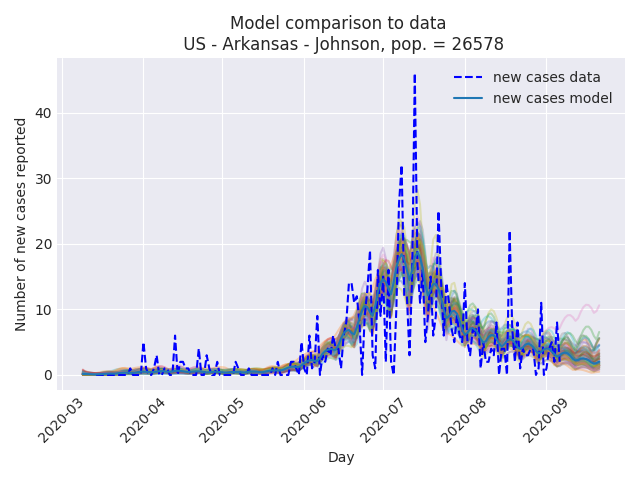 Model comparison to data
US - Arkansas - Johnson, pop. = 26578
new cases data
new cases model
Number of new cases reported
40
30
20
10
0
2020-03
2020-04
2020-05
2020-06
2020-07
2020-08
2020-09
Day